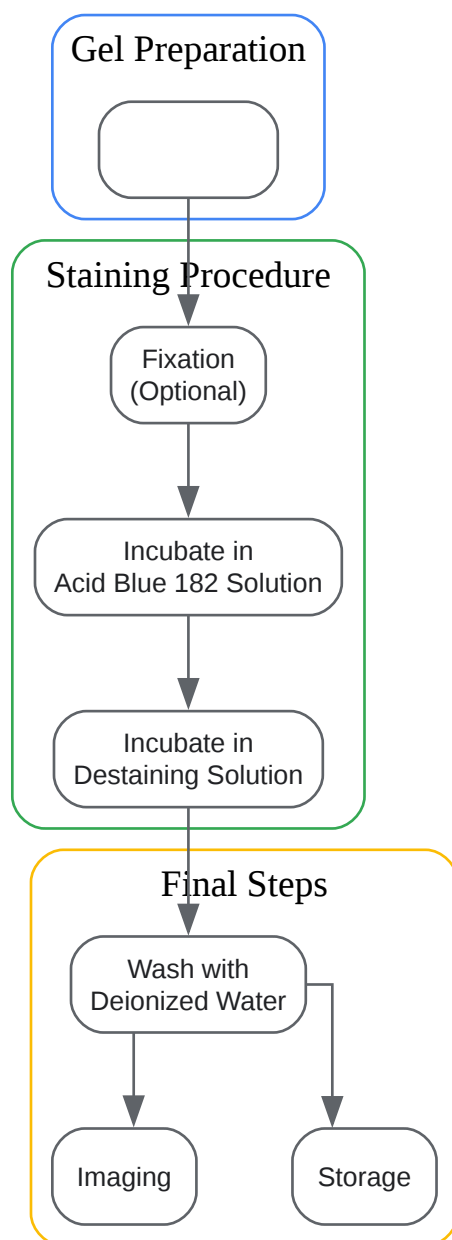 Gel Preparation
Staining Procedure
Fixation
(Optional)
Incubate in
Acid Blue 182 Solution
Incubate in
Destaining Solution
Final Steps
Wash with
Deionized Water
Imaging
Storage